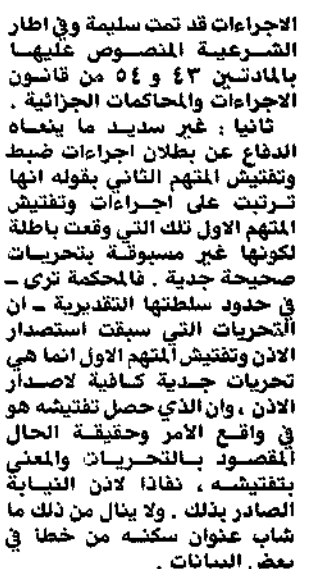 الاجراءات قد تمت سليمة وفي اطار
الشرعية المنصوص عليها
بالمادتين ٤٣ و ٥٤ من قانون
الاجراءات والمحاكمات الجزائية .
ثانيا : غير سديد ما ينعاه
الدفاع عن بطلان اجراءات ضبط
وتفتيش المتهم الثاني بقوله انها
ترتبت على اجراءات وتفتيش
المتهم الاول تلك التي وقعت باطلة
لكونها غير مسبوقة بتحريات
صحيحة جدية . فالمحكمة ترى ـ
في حدود سلطتها التقديرية ـ ان
التحريات التي سبقت استصدار
الاذن وتفتيش المتهم الاول انما هي
تحريات جدية كافية لاصدار
الاذن ، وان الذي حصل تفتيشه هو
في واقع الامر وحقيقة الحال
المقصود بالتحريات والمعني
بتفتيشه ، نفاذا لاذن النيابة
الصادر بذلك . ولا ينال من ذلك ما
شاب عنوان سكنه من خطا في
بعض البيانات .